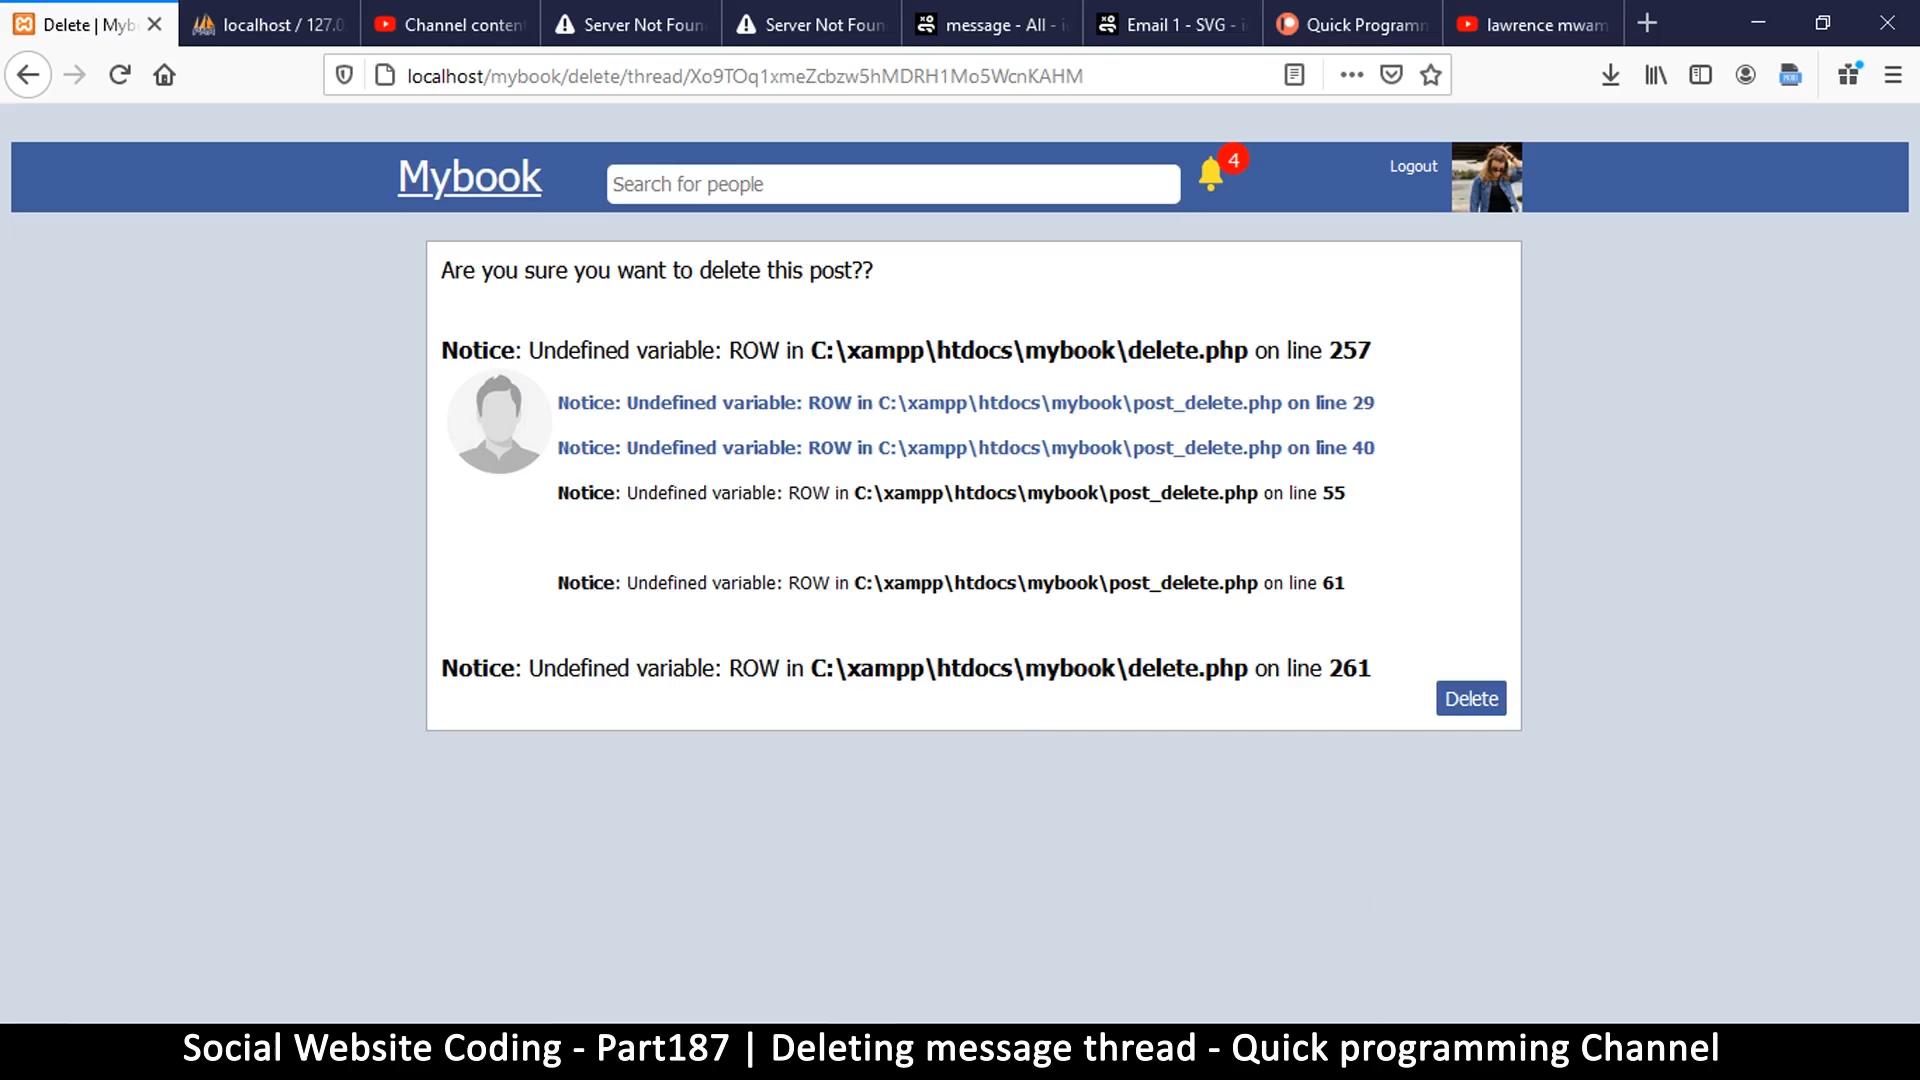 Delete | Myb
localhost / 127.0
Channel content
Server Not Foun
Server Not Foun
message - All - i
Email 1 - SVG - i
Quick Programm
lawrence mwam
localhost/mybook/delete/thread/Xo9TOq1xmeZcbzw5hMDRH1Mo5WcnKAHM
Mybook
Search for people
4
Logout
Are you sure you want to delete this post??
Notice: Undefined variable: ROW in C:\xampp\htdocs\mybook\delete.php on line 257
Notice: Undefined variable: ROW in C:\xampp\htdocs\mybook\post_delete.php on line 29
Notice: Undefined variable: ROW in C:\xampp\htdocs\mybook\post_delete.php on line 40
Notice: Undefined variable: ROW in C:\xampp\htdocs\mybook\post_delete.php on line 55
Notice: Undefined variable: ROW in C:\xampp\htdocs\mybook\post_delete.php on line 61
Notice: Undefined variable: ROW in C:\xampp\htdocs\mybook\delete.php on line 261
Delete
Social Website Coding - Part187 | Deleting message thread - Quick programming Channel